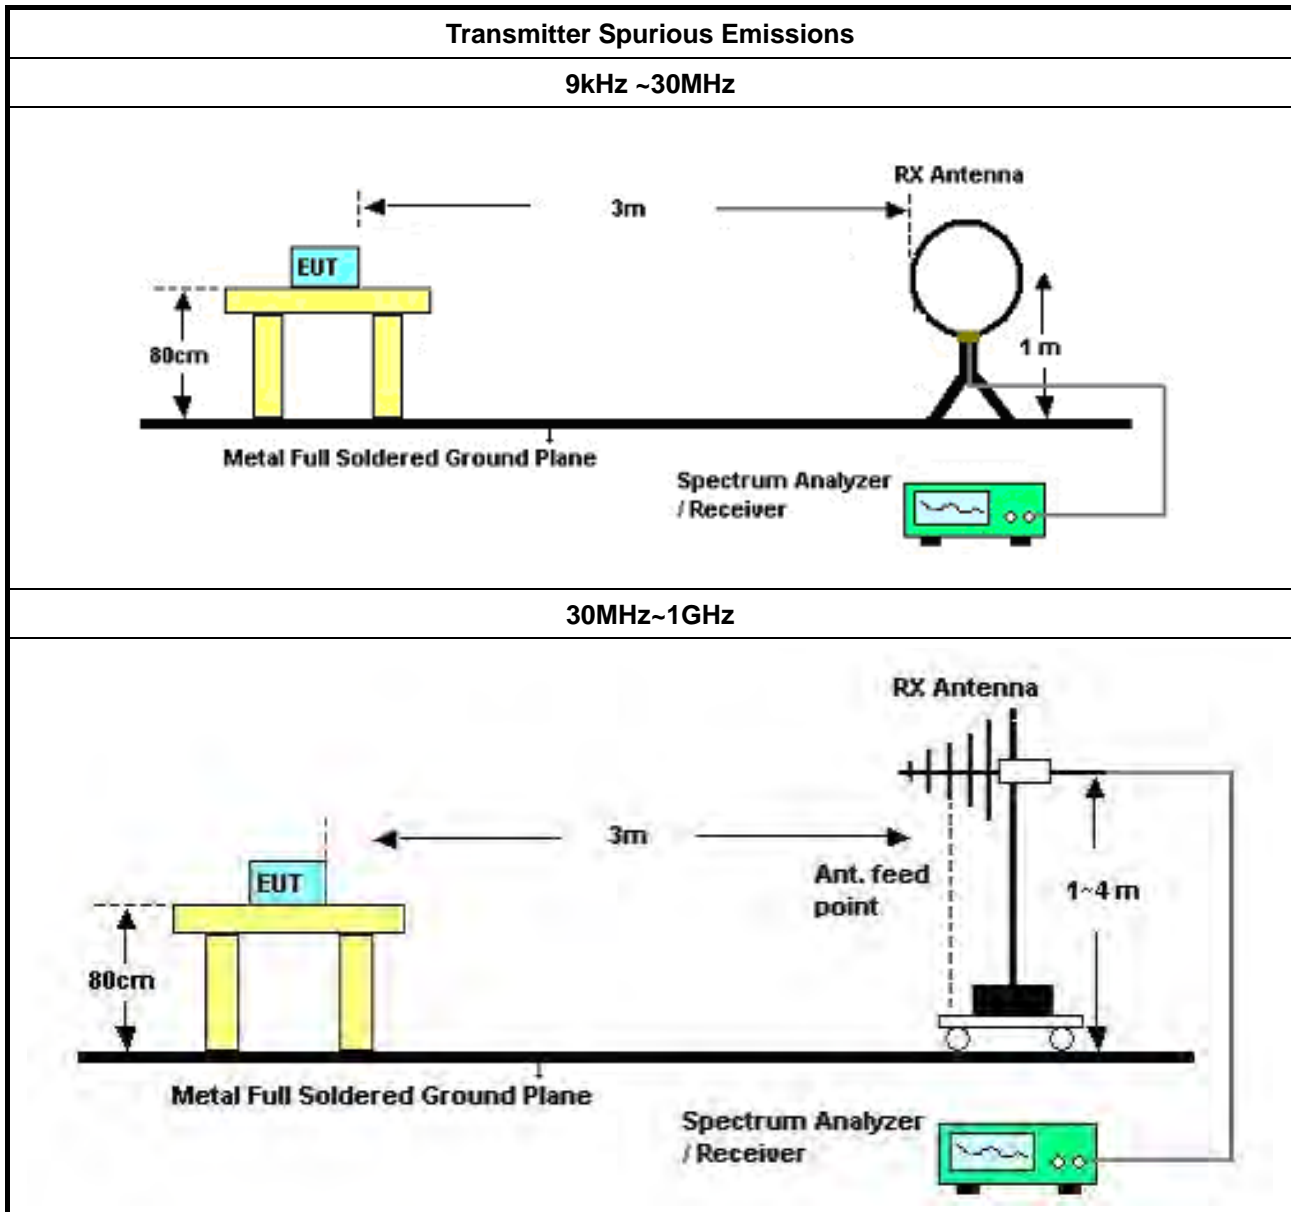 Transmitter Spurious Emissions
9kHz ~30MHz
RX Antenna
3m
EUT
80cm
1 m
Metal Full Soldered Ground Plane
Spectrum Analyzer
/ Receiver
30MHz~1GHz
RX Antenna
3m
Ant. feed
point
1~4 m
EUT
80cm
Metal Full Soldered Ground Plane
Spectrum Analyzer
/ Receiver